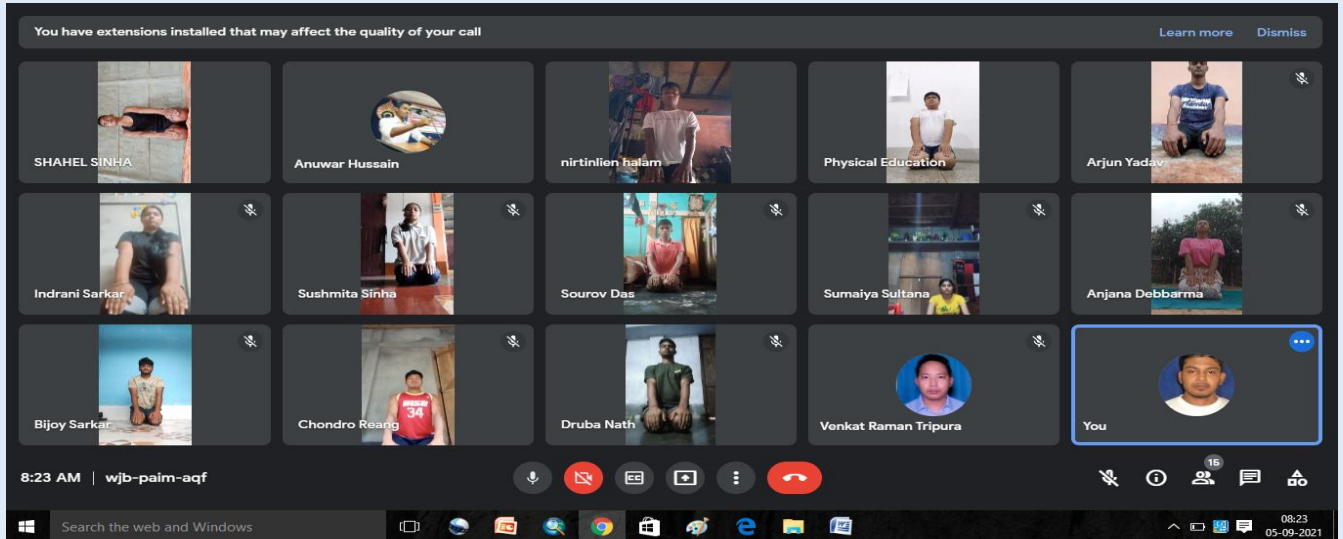 You have extensions installed that may affect the quality of your call
Learn more Dismiss
SHAHEL SINHA
Anuwar Hussain
nirtinlien halam
Physical Education
Arjun Yadav
Indrani Sarkar
Sushmita Sinha
Sourov Das
Sumaiya Sultana
Anjana Debbarma
34
Bijoy Sarkar
Chondro Reang
Druba Nath
Venkat Raman Tripura
You
8:23 AM | wjb-paim-aqf
CC
15
Search the web and Windows
08:23
05-09-2021